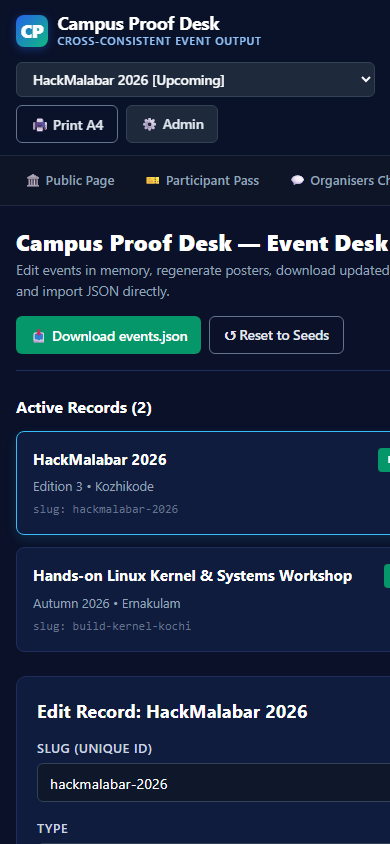 CP
Campus Proof Desk
CROSS-CONSISTENT EVENT OUTPUT
HackMalabar 2026 [Upcoming]
Print A4
Admin
Public Page
Participant Pass
Organisers
Campus Proof Desk — Event Desk
Edit events in memory, regenerate posters, download updated
and import JSON directly.
Download events.json
Reset to Seeds
Active Records (2)
HackMalabar 2026
Edition 3 • Kozhikode
slug: hackmalabar-2026
Hands-on Linux Kernel & Systems Workshop
Autumn 2026 • Ernakulam
slug: build-kernel-kochi
Edit Record: HackMalabar 2026
SLUG (UNIQUE ID)
hackmalabar-2026
TYPE